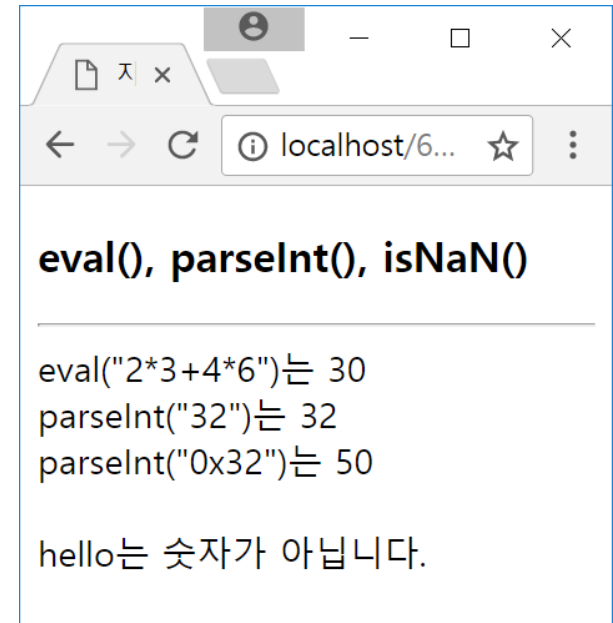 지
localhost/6...
eval(), parseInt(), isNaN()
eval("2*3+4*6")는 30
parseInt("32")는 32
parseInt("0x32")는 50
hello는 숫자가 아닙니다.